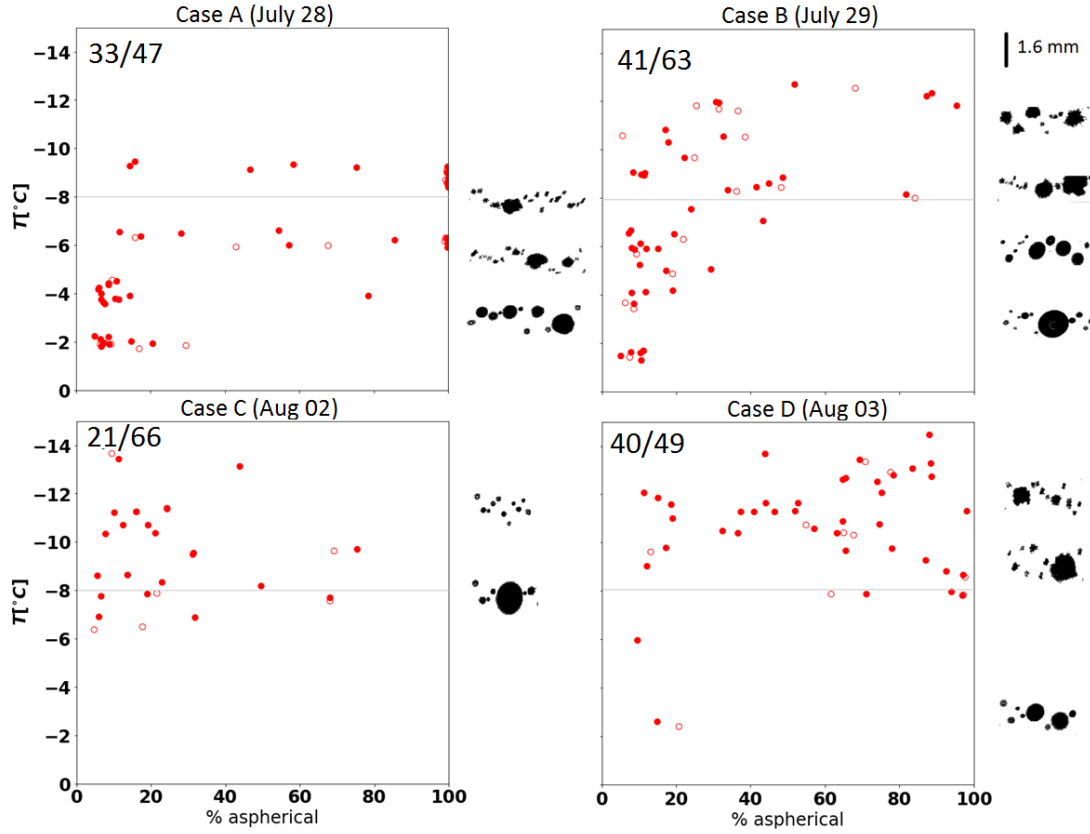 Case A (July 28)
Case B (July 29)
1.6 mm
33/47
41/63
T[°C]
−14
−12
−10
−8
−6
−4
−2
0
Case C (Aug 02)
Case D (Aug 03)
21/66
40/49
T[°C]
−14
−12
−10
−8
−6
−4
−2
0
0 20 40 60 80 100
0 20 40 60 80 100
% aspherical
% aspherical